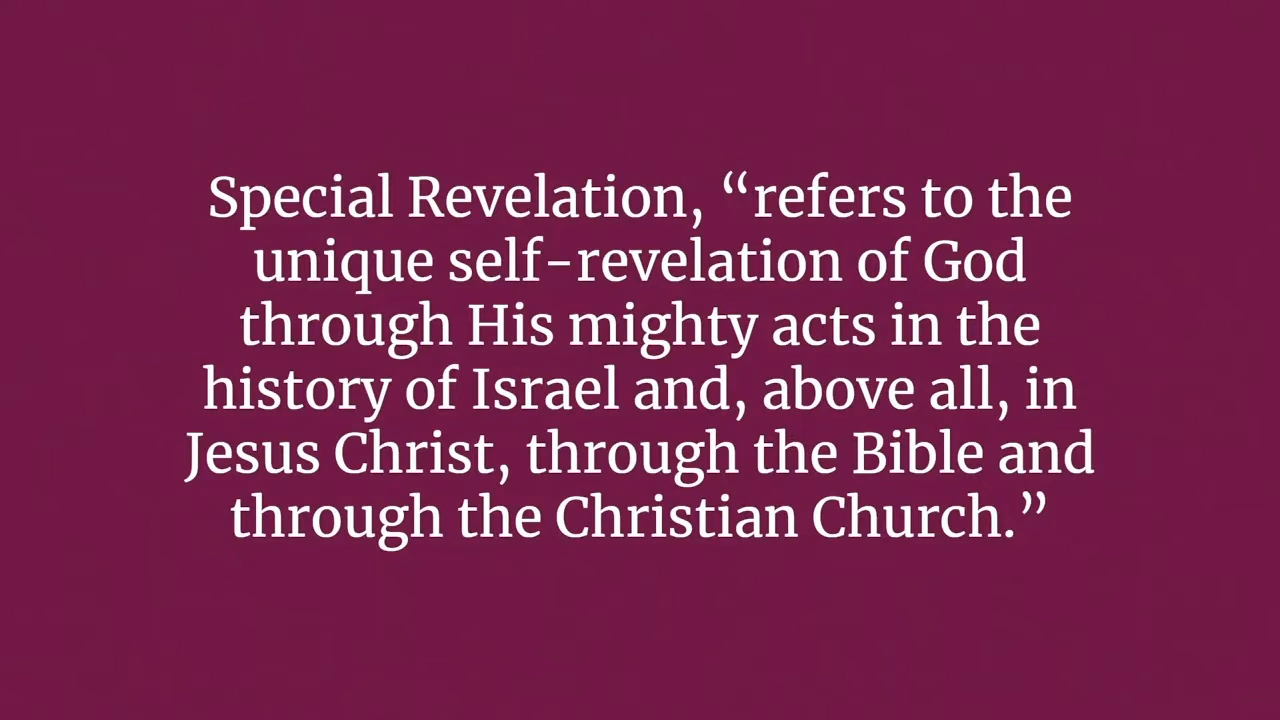 Special Revelation, “refers to the
unique self-revelation of God
through His mighty acts in the
history of Israel and, above all, in
Jesus Christ, through the Bible and
through the Christian Church.”